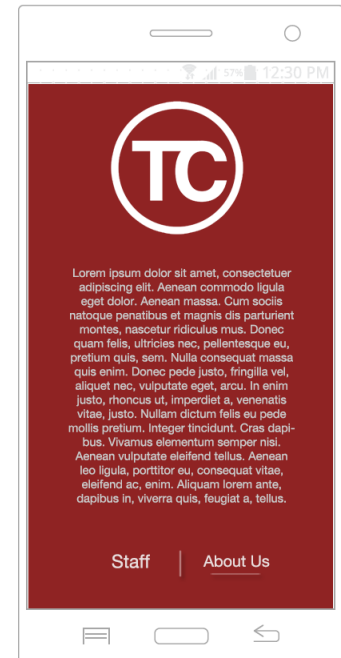 57% 12:30 PM
TC
Lorem ipsum dolor sit amet, consectetuer
adipiscing elit. Aenean commodo ligula
eget dolor. Aenean massa. Cum sociis
natoque penatibus et magnis dis parturient
montes, nascetur ridiculus mus. Donec
quam felis, ultricies nec, pellentesque eu,
pretium quis, sem. Nulla consequat massa
quis enim. Donec pede justo, fringilla vel,
aliquet nec, vulputate eget, arcu. In enim
justo, rhoncus ut, imperdiet a, venenatis
vitae, justo. Nullam dictum felis eu pede
mollis pretium. Integer tincidunt. Cras dapi-
bus. Vivamus elementum semper nisi.
Aenean vulputate eleifend tellus. Aenean
leo ligula, porttitor eu, consequat vitae,
eleifend ac, enim. Aliquam lorem ante,
dapibus in, viverra quis, feugiat a, tellus.
Staff | About Us